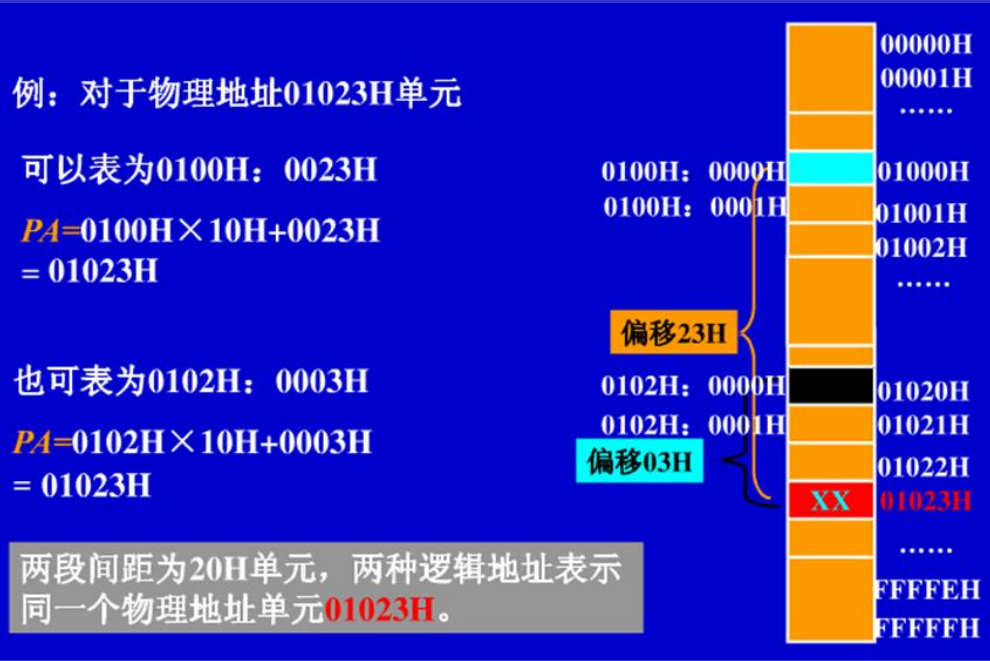 例：对于物理地址01023H单元
可以表为0100H：0023H
PA=0100H×10H+0023H
= 01023H
也可表为0102H：0003H
PA=0102H×10H+0003H
= 01023H
两段间距为20H单元，两种逻辑地址表示
同一个物理地址单元01023H。
00000H
00001H
……
0100H：0000H 01000H
0100H：0001H 01001H
01002H
……
偏移23H
0102H：0000H 01020H
0102H：0001H 01021H
偏移03H 01022H
XX 01023H
……
FFFFEH
FFFFFH